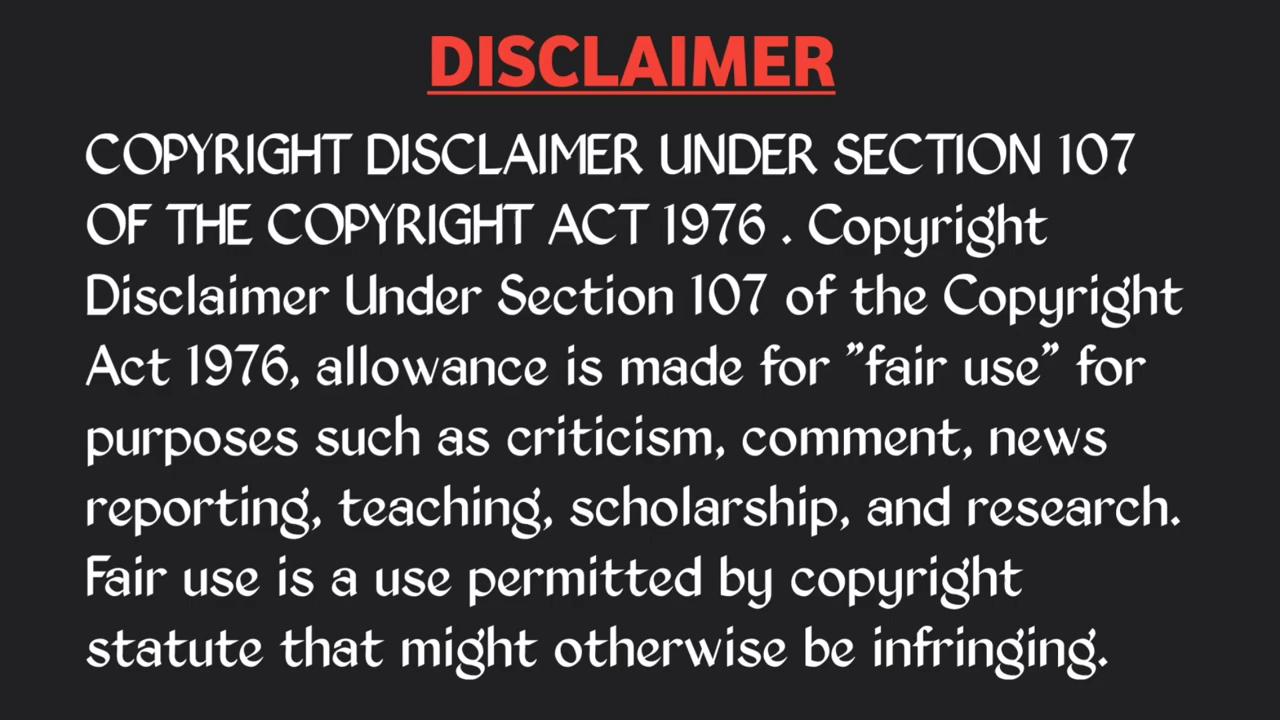 DISCLAIMER
COPYRIGHT DISCLAIMER UNDER SECTION 107
OF THE COPYRIGHT ACT 1976 . Copyright
Disclaimer Under Section 107 of the Copyright
Act 1976, allowance is made for ”fair use” for
purposes such as criticism, comment, news
reporting, teaching, scholarship, and research.
Fair use is a use permitted by copyright
statute that might otherwise be infringing.